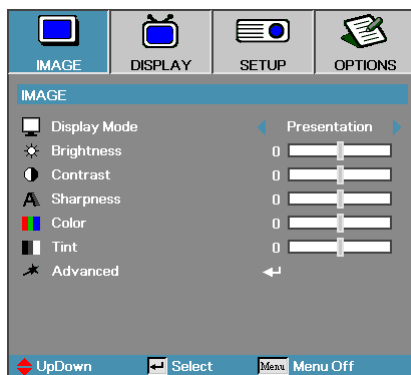 IMAGE DISPLAY SETUP OPTIONS
IMAGE
Display Mode Presentation
Brightness 0
Contrast 0
Sharpness 0
Color 0
Tint 0
Advanced
UpDown Select Menu Menu Off